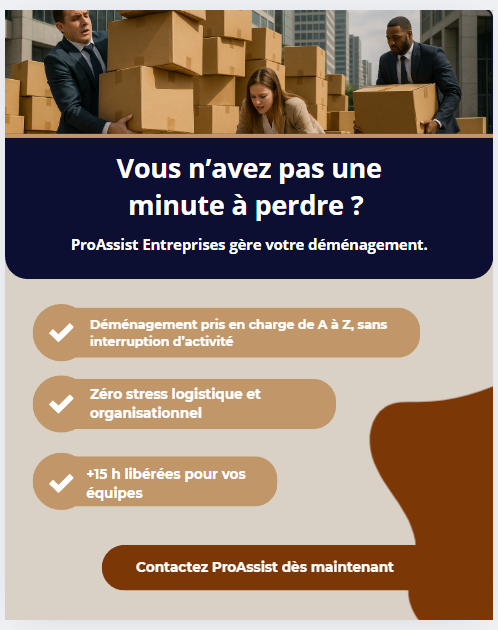 Vous n’avez pas une
minute à perdre ?
ProAssist Entreprises gère votre déménagement.
Déménagement pris en charge de A à Z, sans
interruption d’activité
Zéro stress logistique et
organisationnel
+15 h libérées pour vos
équipes
Contactez ProAssist dès maintenant